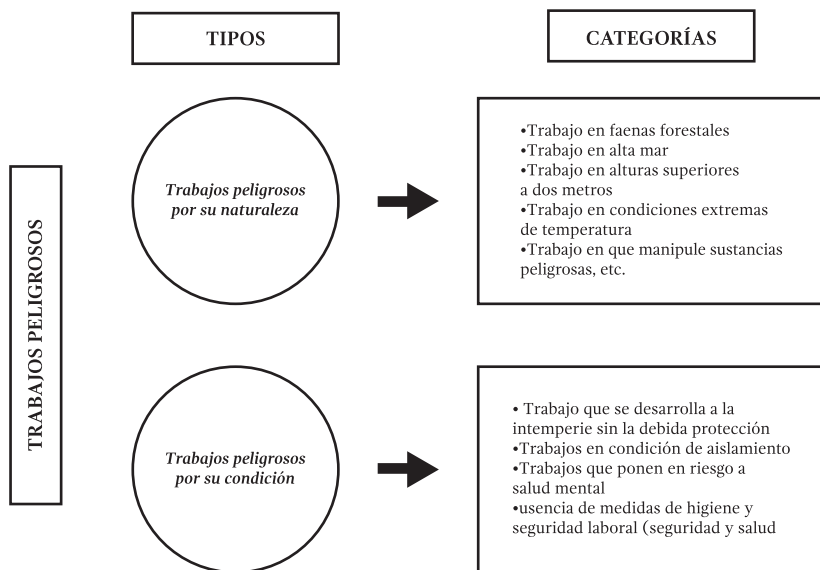 TIPOS
CATEGORÍAS
TRABAJOS PELIGROSOS
Trabajos peligrosos
por su naturaleza
•Trabajo en faenas forestales
•Trabajo en alta mar
•Trabajo en alturas superiores
a dos metros
•Trabajo en condiciones extremas
de temperatura
•Trabajo en que manipule sustancias
peligrosas, etc.
Trabajos peligrosos
por su condición
• Trabajo que se desarrolla a la
intemperie sin la debida protección
•Trabajos en condición de aislamiento
•Trabajos que ponen en riesgo a
salud mental
•usencia de medidas de higiene y
seguridad laboral (seguridad y salud